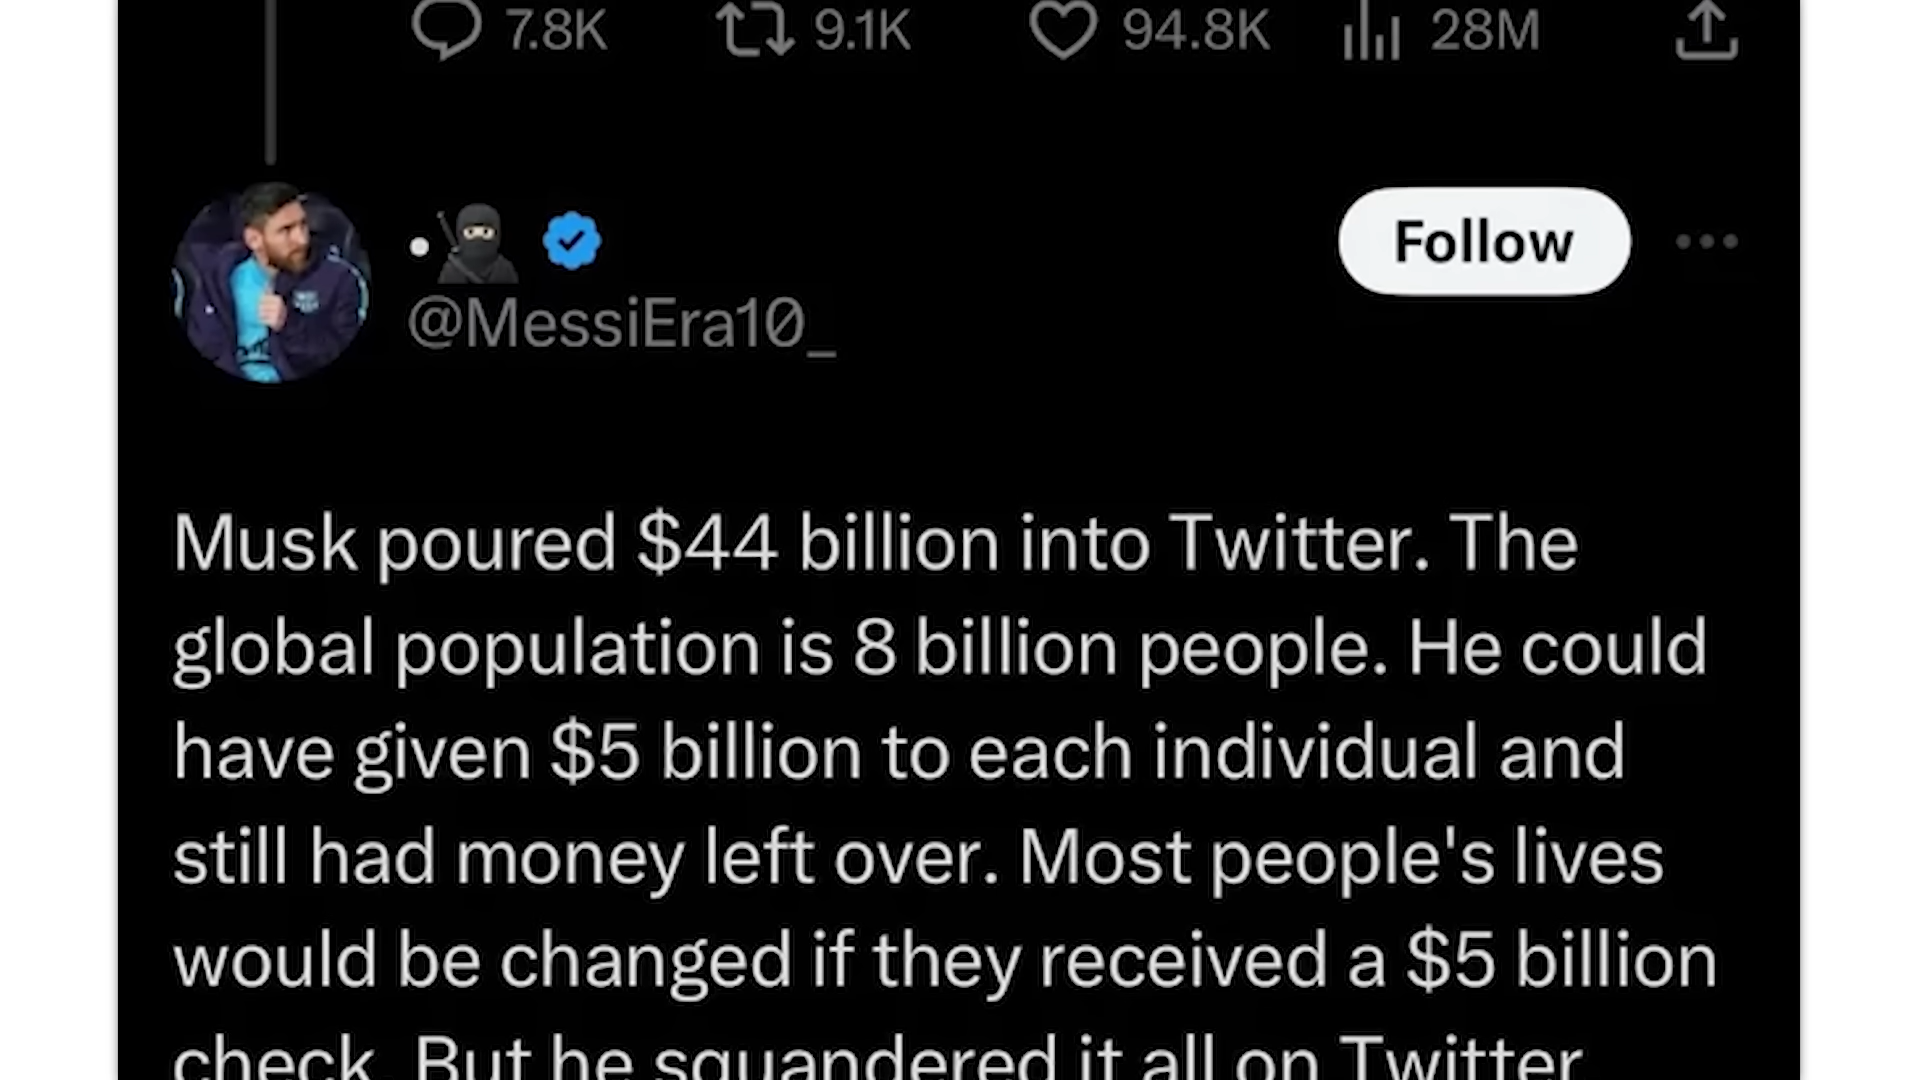 7.8K 9.1K 94.8K 28M
Follow
@MessiEra10_
Musk poured $44 billion into Twitter. The
global population is 8 billion people. He could
have given $5 billion to each individual and
still had money left over. Most people's lives
would be changed if they received a $5 billion
check. But he squandered it all on Twitter